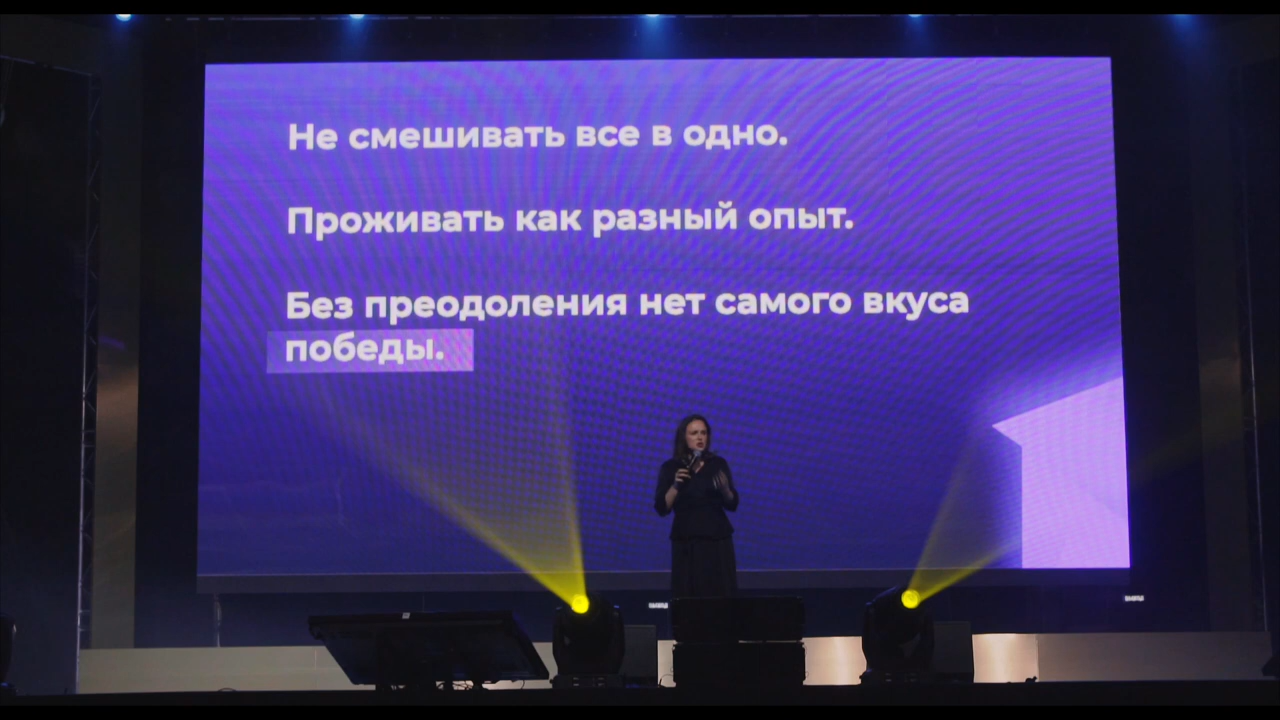 Не смешивать все в одно.
Проживать как разный опыт.
Без преодоления нет самого вкуса
победы.